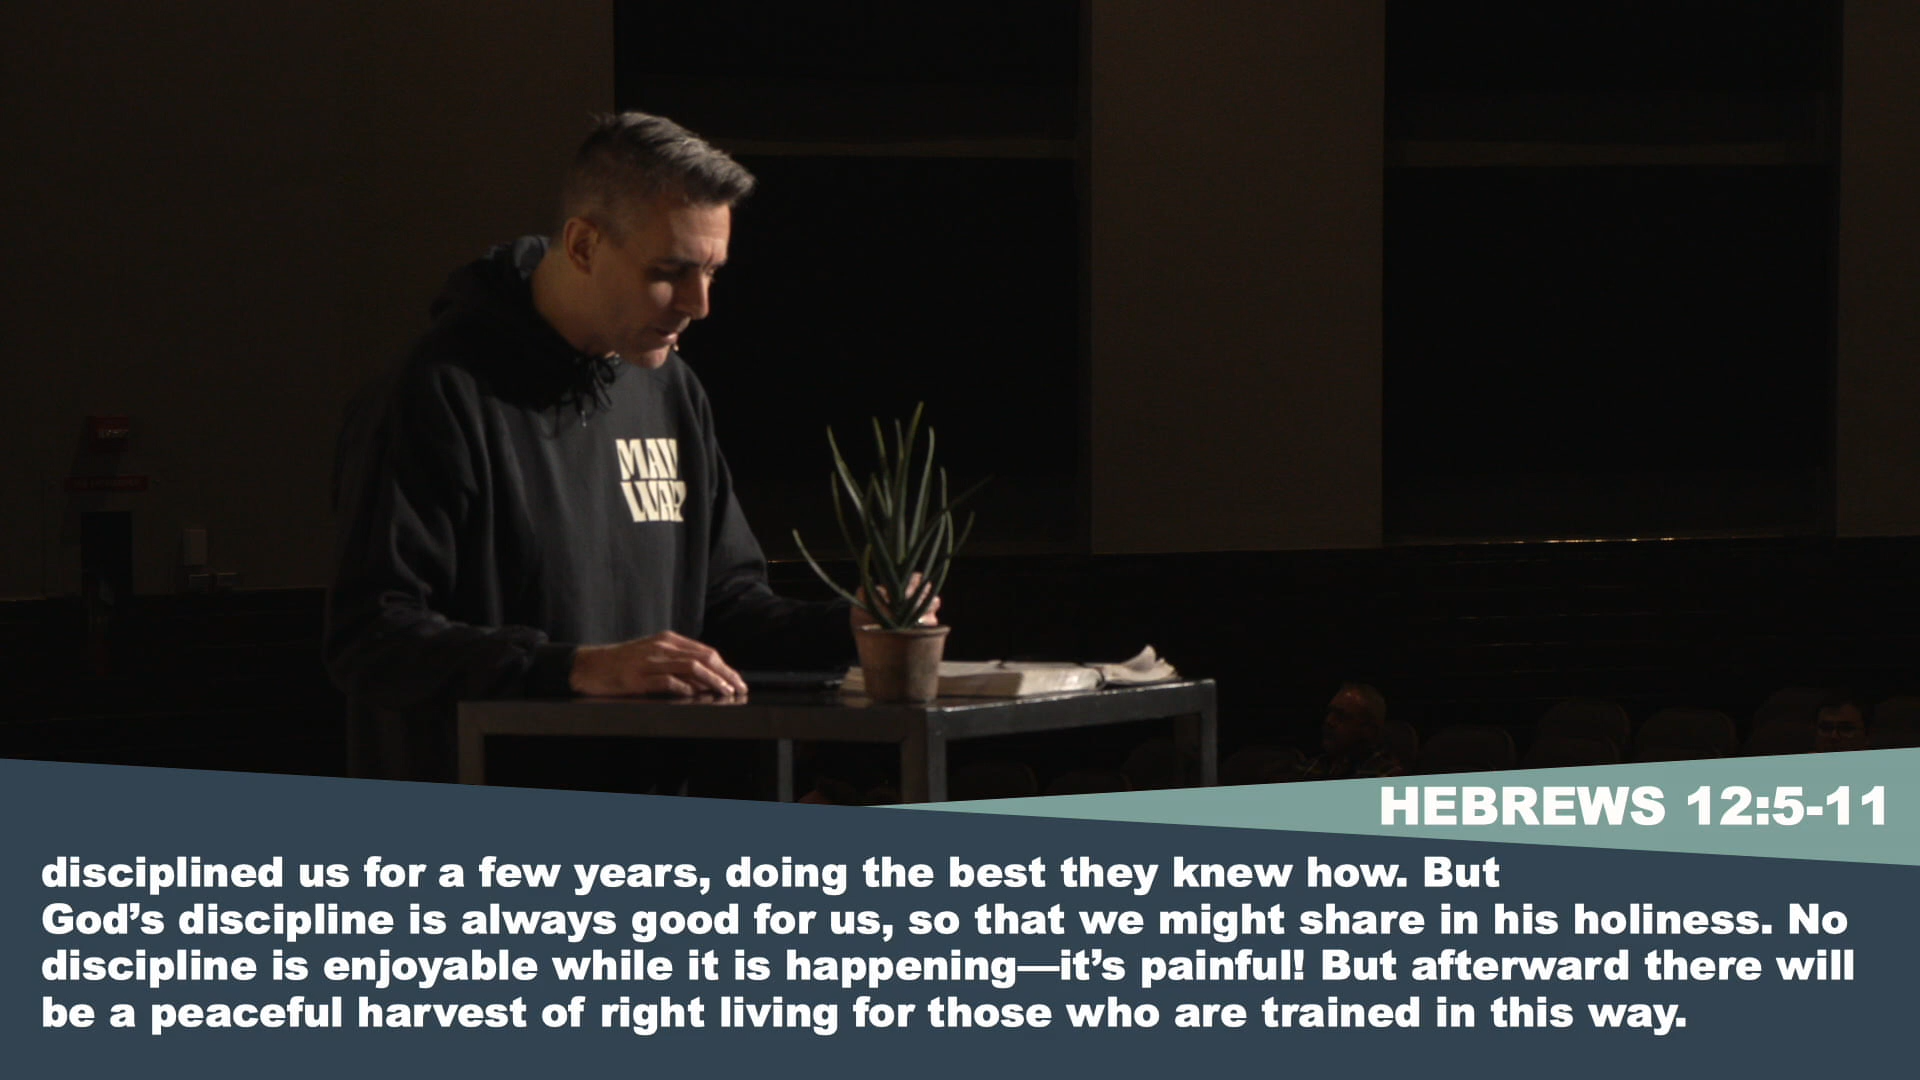 HEBREWS 12:5-11
disciplined us for a few years, doing the best they knew how. But
God’s discipline is always good for us, so that we might share in his holiness. No
discipline is enjoyable while it is happening—it’s painful! But afterward there will
be a peaceful harvest of right living for those who are trained in this way.